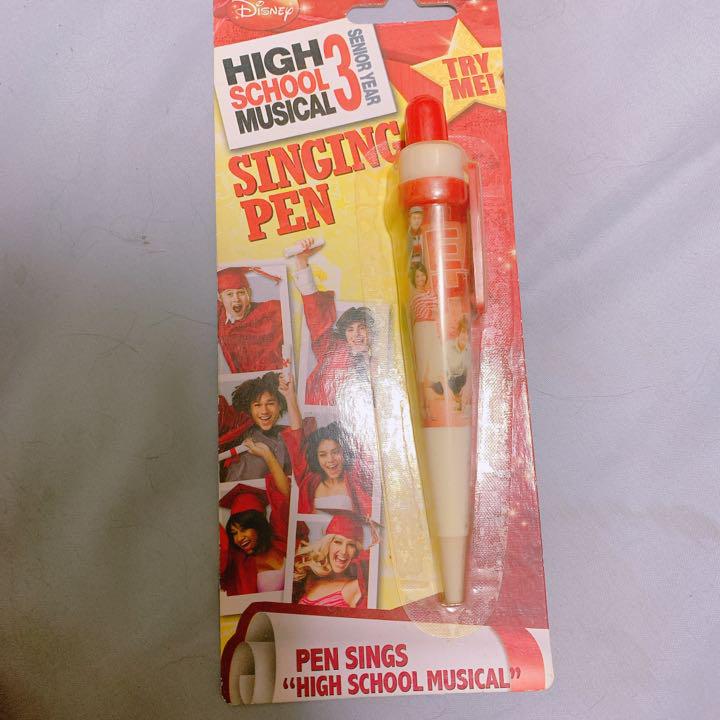 Disney
HIGH
SCHOOL
MUSICAL
3
SENIOR YEAR
TRY
ME!
SINGING
PEN
PEN SINGS
"HIGH SCHOOL MUSICAL"